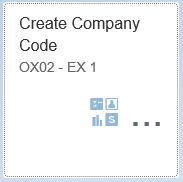 Create Company
Code
OX02 - EX 1
...